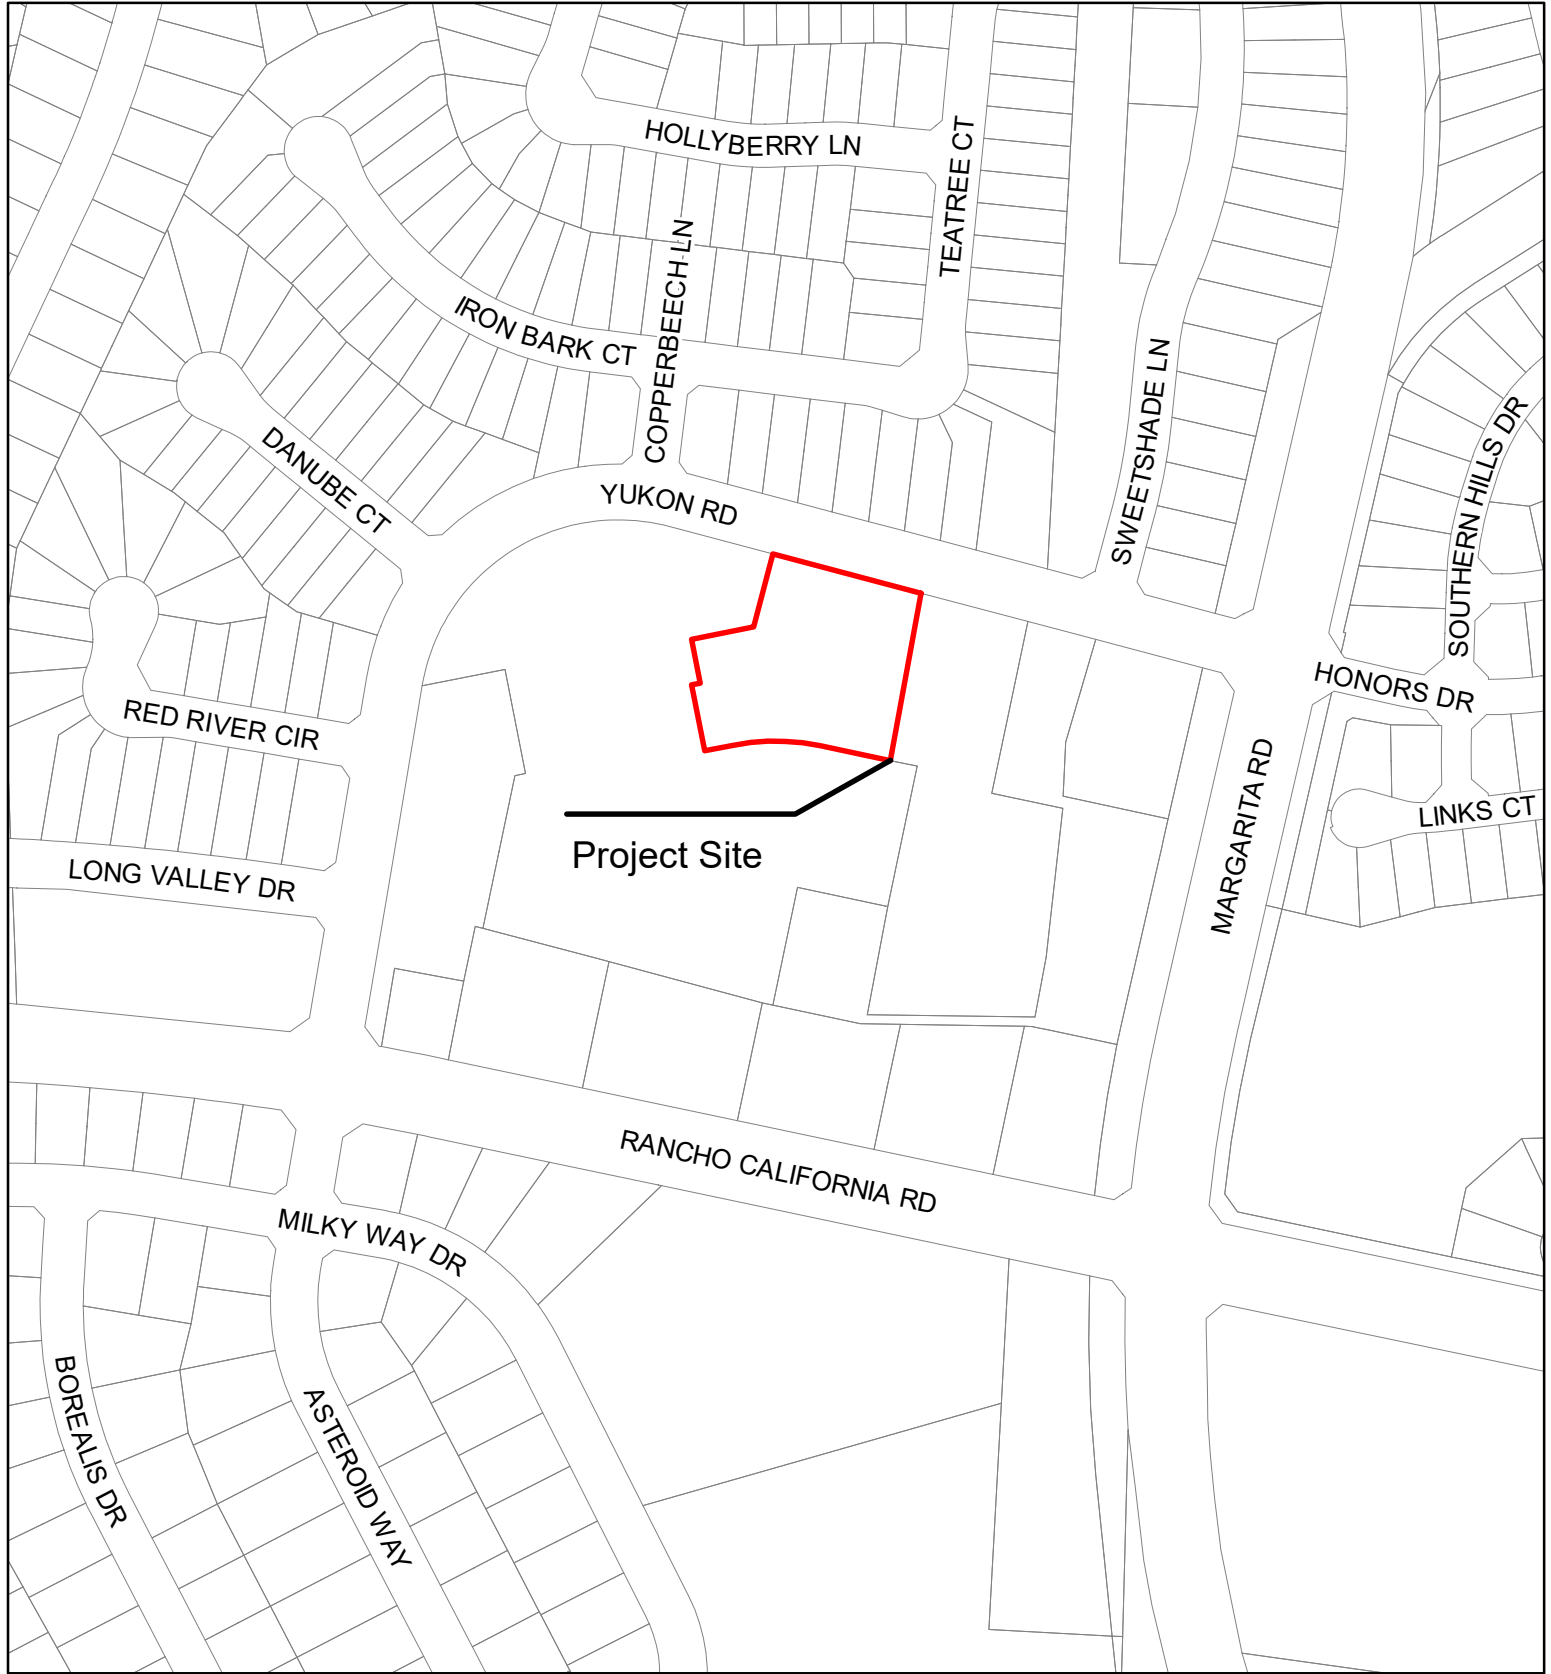 HOLLYBERRY LN
TEATREE CT
COPPERBEECH LN
IRON BARK CT
SWEETSHADE LN
SOUTHERN HILLS DR
DANUBE CT
YUKON RD
HONORS DR
RED RIVER CIR
MARGARITA RD
LINKS CT
Project Site
LONG VALLEY DR
RANCHO CALIFORNIA RD
MILKY WAY DR
BOREALIS DR
ASTEROID WAY